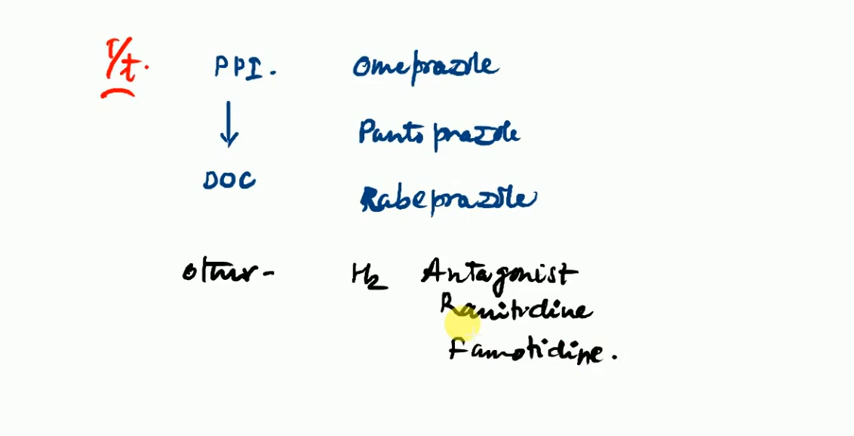 T/t. PPI. Omeprazole
↓ Pantoprazole
DOC Rabeprazole
other - H2 Antagonist
Ranitidine
Famotidine.